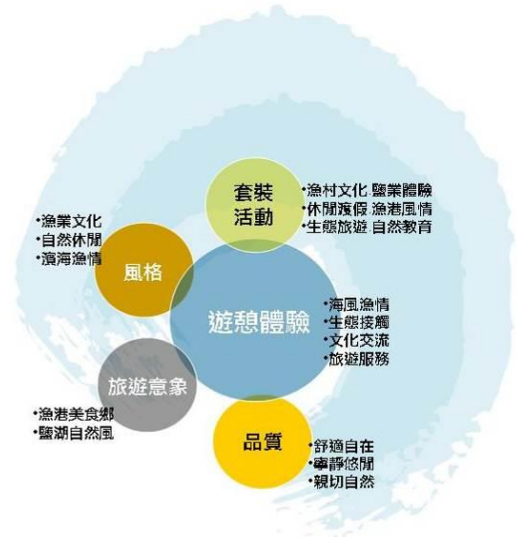 套裝
活動
•漁村文化.鹽業體驗
•休閒渡假.漁港風情
•生態旅遊.自然教育
•漁業文化
•自然休閒
•濱海漁情
風格
遊憩體驗
•海風漁情
•生態接觸
•文化交流
•旅遊服務
旅遊意象
•漁港美食鄉
•鹽湖自然風
品質
•舒適自在
•寧靜悠閒
•親切自然